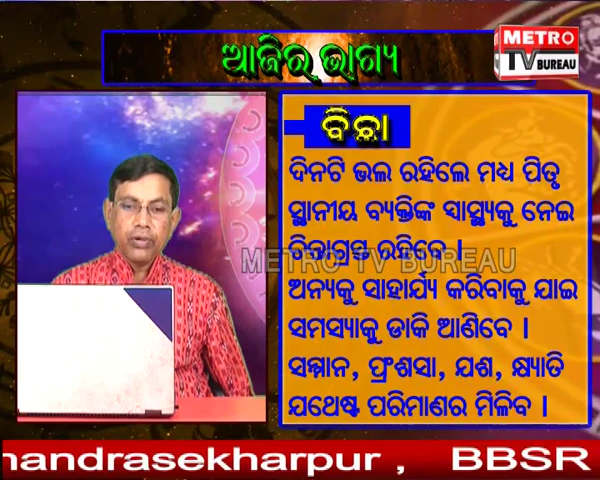 ଆଜିର ଭାଗ୍ୟ
METRO
TV BUREAU
ବିଛା
ଦିନଟି ଭଲ ରହିଲେ ମଧ୍ୟ ପିତୃ
ସ୍ଥାନୀୟ ବ୍ୟକ୍ତିଙ୍କ ସ୍ୱାସ୍ଥ୍ୟକୁ ନେଇ
ଚିନ୍ତାଗ୍ରସ୍ତ ରହିବେ ।
METRO TV BUREAU
ଅନ୍ୟକୁ ସାହାର୍ଯ୍ୟ କରିବାକୁ ଯାଇ
ସମସ୍ୟାକୁ ଡାକି ଆଣିବେ ।
ସମ୍ମାନ, ପ୍ରଂଶସା, ଯଶ, କ୍ଷ୍ୟାତି
ଯଥେଷ୍ଟ ପରିମାଣର ମିଳିବ ।
handrasekharpur , BBSR